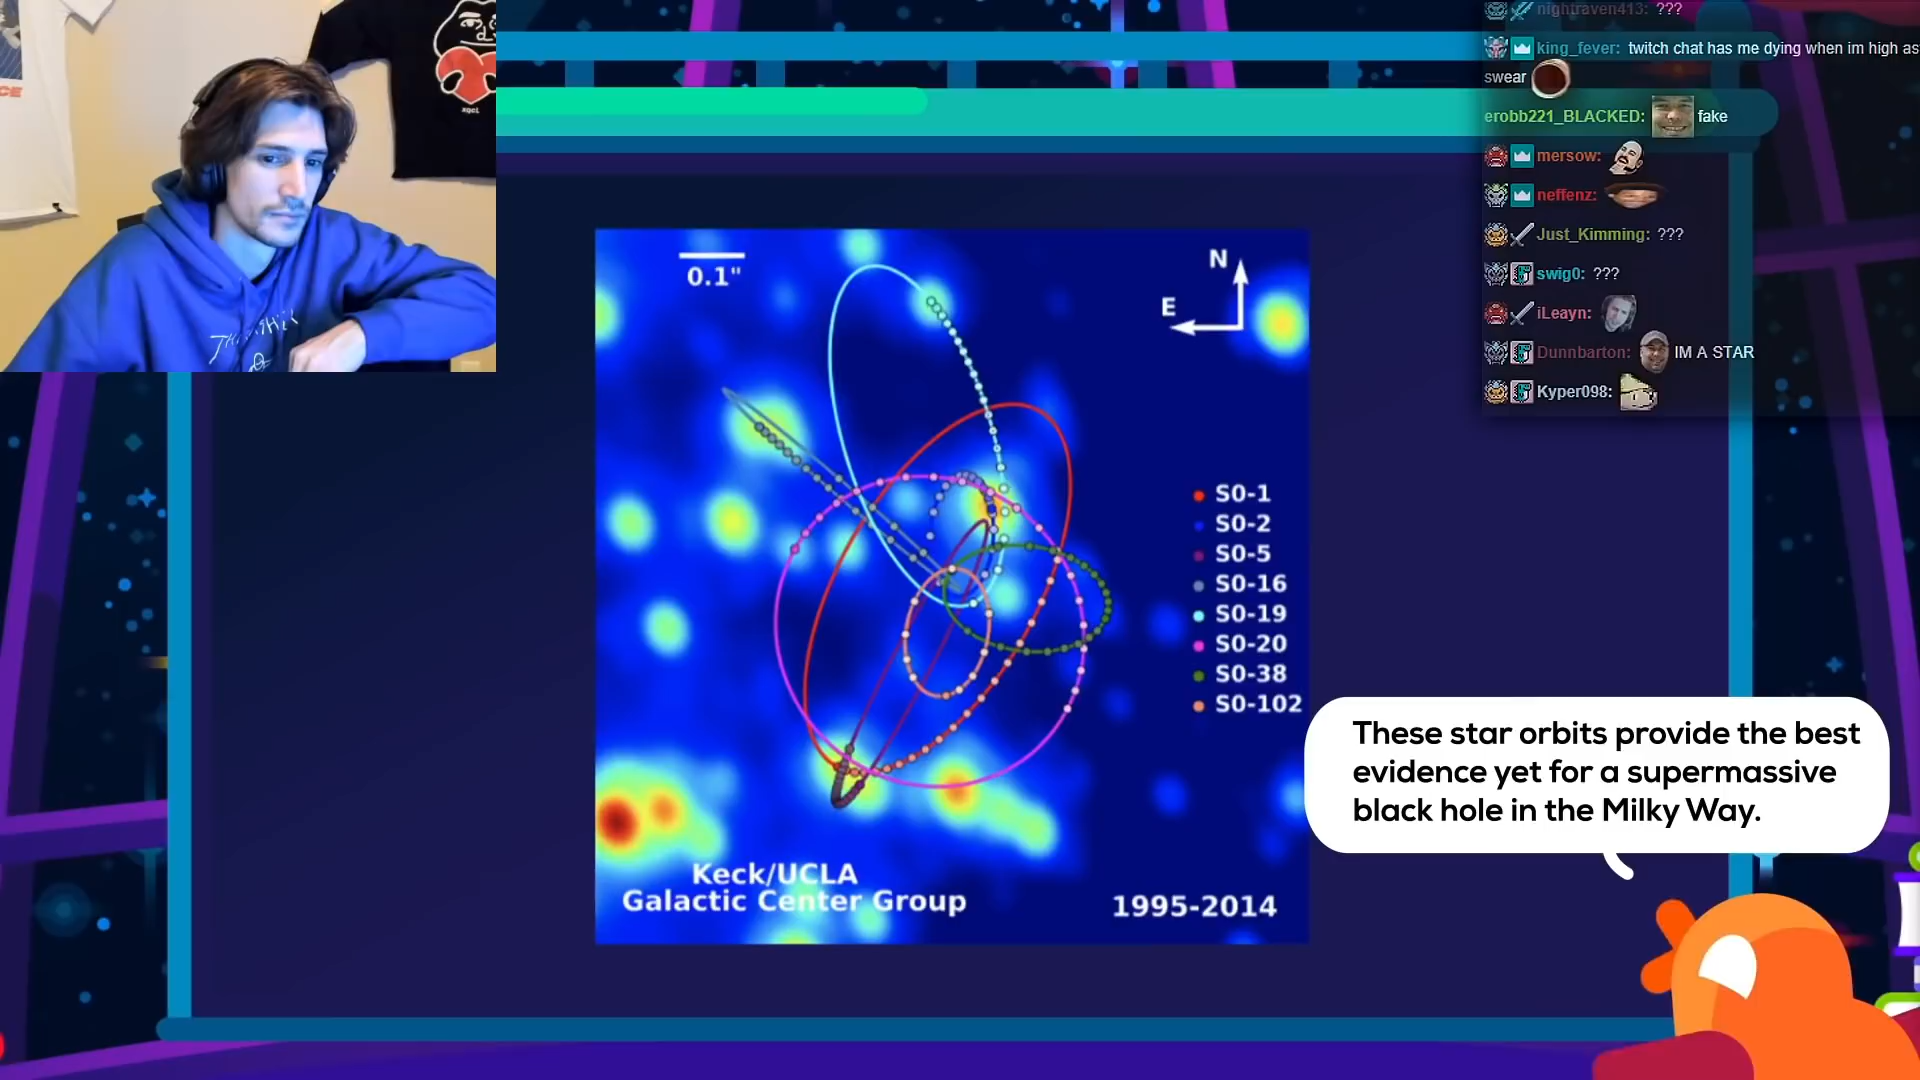 nightraven413: ???
king_fever: twitch chat has me dying when im high as
swear
erobb221_BLACKED: fake
mersow:
neffenz:
Just_Kimming: ???
swig0: ???
iLeayn:
Dunnbarton: IM A STAR
Kyper098:
0.1"
N
E
S0-1
S0-2
S0-5
S0-16
S0-19
S0-20
S0-38
S0-102
These star orbits provide the best
evidence yet for a supermassive
black hole in the Milky Way.
Keck/UCLA
Galactic Center Group
1995-2014